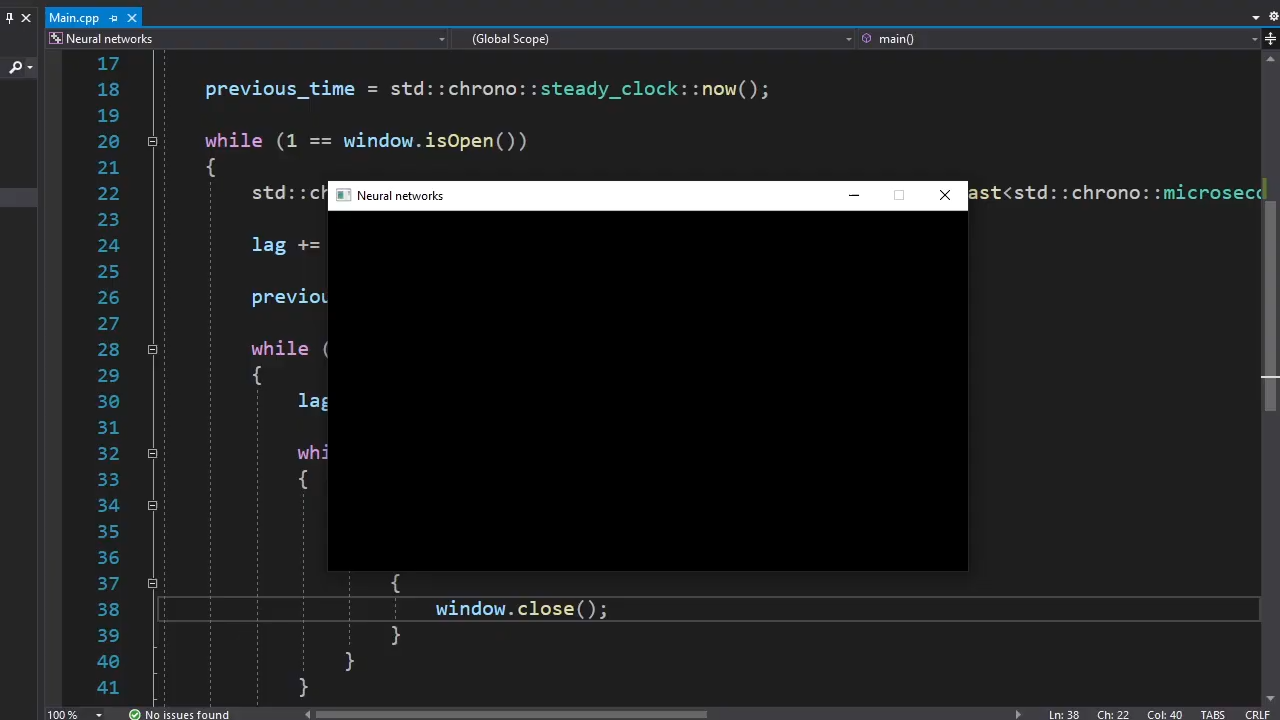 Main.cpp
Neural networks (Global Scope) main()
17
18 previous_time = std::chrono::steady_clock::now();
19
20 while (1 == window.isOpen())
21 {
22 std::ch ast<std::chrono::microsecc
23
24 lag +=
25
26 previou
27
28 while (
29 {
30 lag
31
32 whi
33 {
34
35
36
37 {
38 window.close();
39 }
40 }
41 }
Neural networks
100 % No issues found Ln: 38 Ch: 22 Col: 40 TABS CRLF